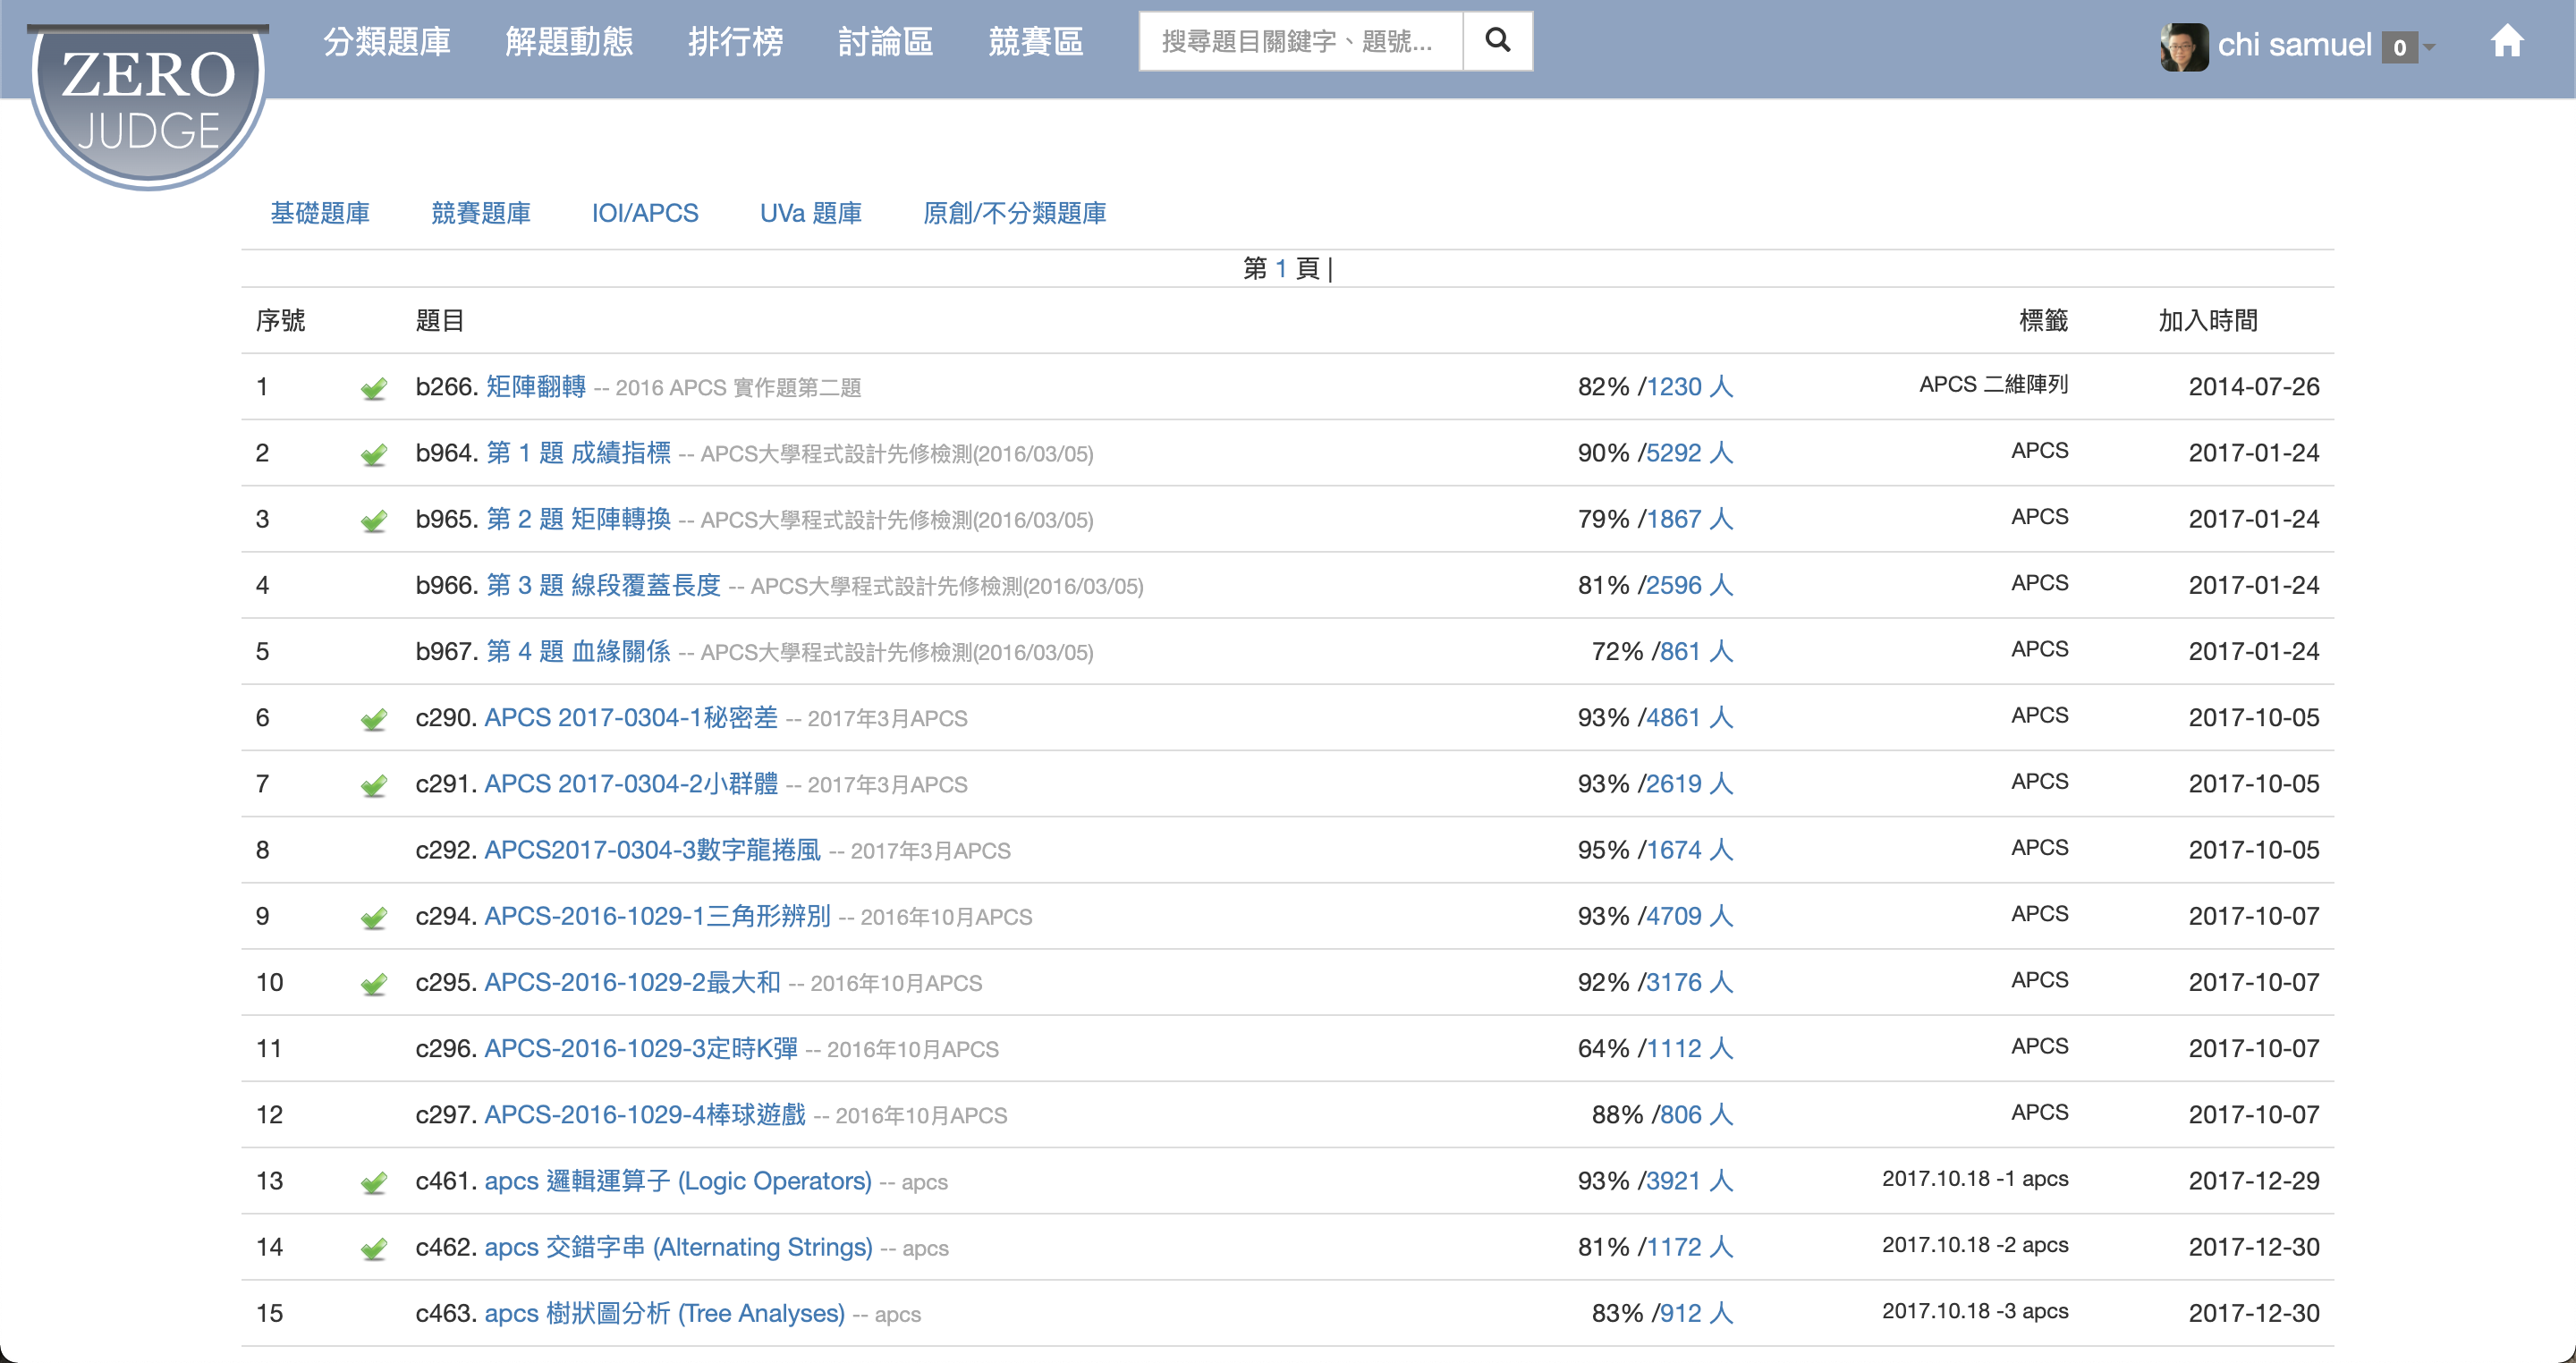 ZERO
JUDGE
分類題庫 解題動態 排行榜 討論區 競賽區 搜尋題目關鍵字、題號... chi samuel 0
基礎題庫 競賽題庫 IOI/APCS UVa 題庫 原創/不分類題庫
第 1 頁 |
序號 題目 標籤 加入時間
1 b266. 矩陣翻轉 -- 2016 APCS 實作題第二題 82% /1230 人 APCS 二維陣列 2014-07-26
2 b964. 第 1 題 成績指標 -- APCS大學程式設計先修檢測(2016/03/05) 90% /5292 人 APCS 2017-01-24
3 b965. 第 2 題 矩陣轉換 -- APCS大學程式設計先修檢測(2016/03/05) 79% /1867 人 APCS 2017-01-24
4 b966. 第 3 題 線段覆蓋長度 -- APCS大學程式設計先修檢測(2016/03/05) 81% /2596 人 APCS 2017-01-24
5 b967. 第 4 題 血緣關係 -- APCS大學程式設計先修檢測(2016/03/05) 72% /861 人 APCS 2017-01-24
6 c290. APCS 2017-0304-1秘密差 -- 2017年3月APCS 93% /4861 人 APCS 2017-10-05
7 c291. APCS 2017-0304-2小群體 -- 2017年3月APCS 93% /2619 人 APCS 2017-10-05
8 c292. APCS2017-0304-3數字龍捲風 -- 2017年3月APCS 95% /1674 人 APCS 2017-10-05
9 c294. APCS-2016-1029-1三角形辨別 -- 2016年10月APCS 93% /4709 人 APCS 2017-10-07
10 c295. APCS-2016-1029-2最大和 -- 2016年10月APCS 92% /3176 人 APCS 2017-10-07
11 c296. APCS-2016-1029-3定時K彈 -- 2016年10月APCS 64% /1112 人 APCS 2017-10-07
12 c297. APCS-2016-1029-4棒球遊戲 -- 2016年10月APCS 88% /806 人 APCS 2017-10-07
13 c461. apcs 邏輯運算子 (Logic Operators) -- apcs 93% /3921 人 2017.10.18 -1 apcs 2017-12-29
14 c462. apcs 交錯字串 (Alternating Strings) -- apcs 81% /1172 人 2017.10.18 -2 apcs 2017-12-30
15 c463. apcs 樹狀圖分析 (Tree Analyses) -- apcs 83% /912 人 2017.10.18 -3 apcs 2017-12-30